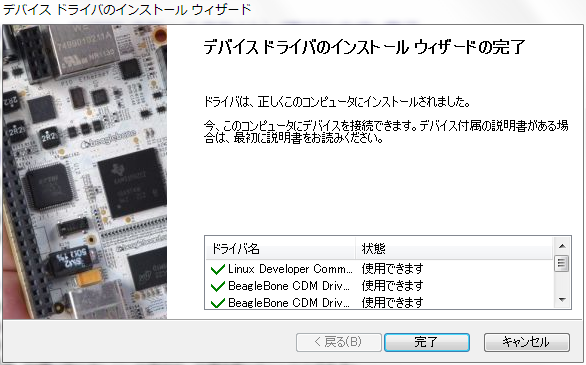 デバイス ドライバのインストール ウィザード
デバイス ドライバのインストール ウィザードの完了
ドライバは、正しくこのコンピュータにインストールされました。
今、このコンピュータにデバイスを接続できます。デバイス付属の説明書がある場
合は、最初に説明書をお読みください。
beaglebone
ドライバ名 状態
Linux Developer Comm... 使用できます
BeagleBone CDM Driv... 使用できます
BeagleBone CDM Driv... 使用できます
< 戻る(B) 完了 キャンセル